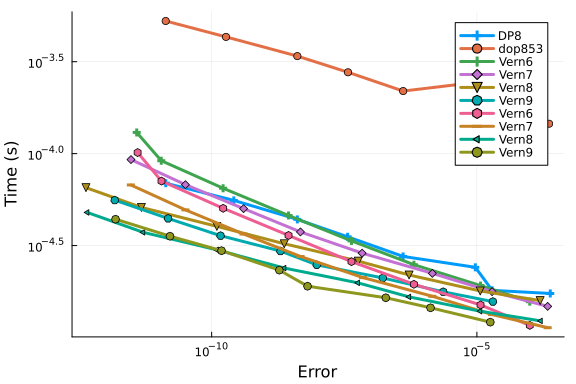 10⁻³·⁵
10⁻⁴·⁰
10⁻⁴·⁵
Time (s)
10⁻¹⁰
10⁻⁵
Error
DP8
dop853
Vern6
Vern7
Vern8
Vern9
Vern6
Vern7
Vern8
Vern9